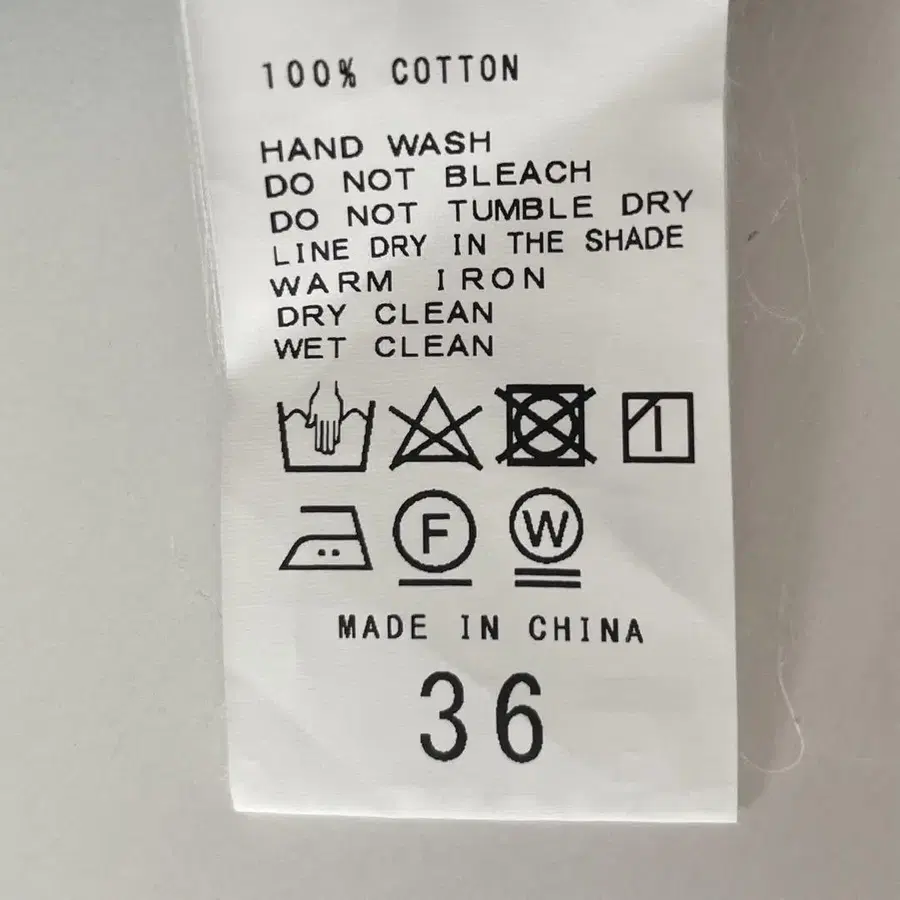 100% COTTON
HAND WASH
DO NOT BLEACH
DO NOT TUMBLE DRY
LINE DRY IN THE SHADE
WARM IRON
DRY CLEAN
WET CLEAN
F W
MADE IN CHINA
36